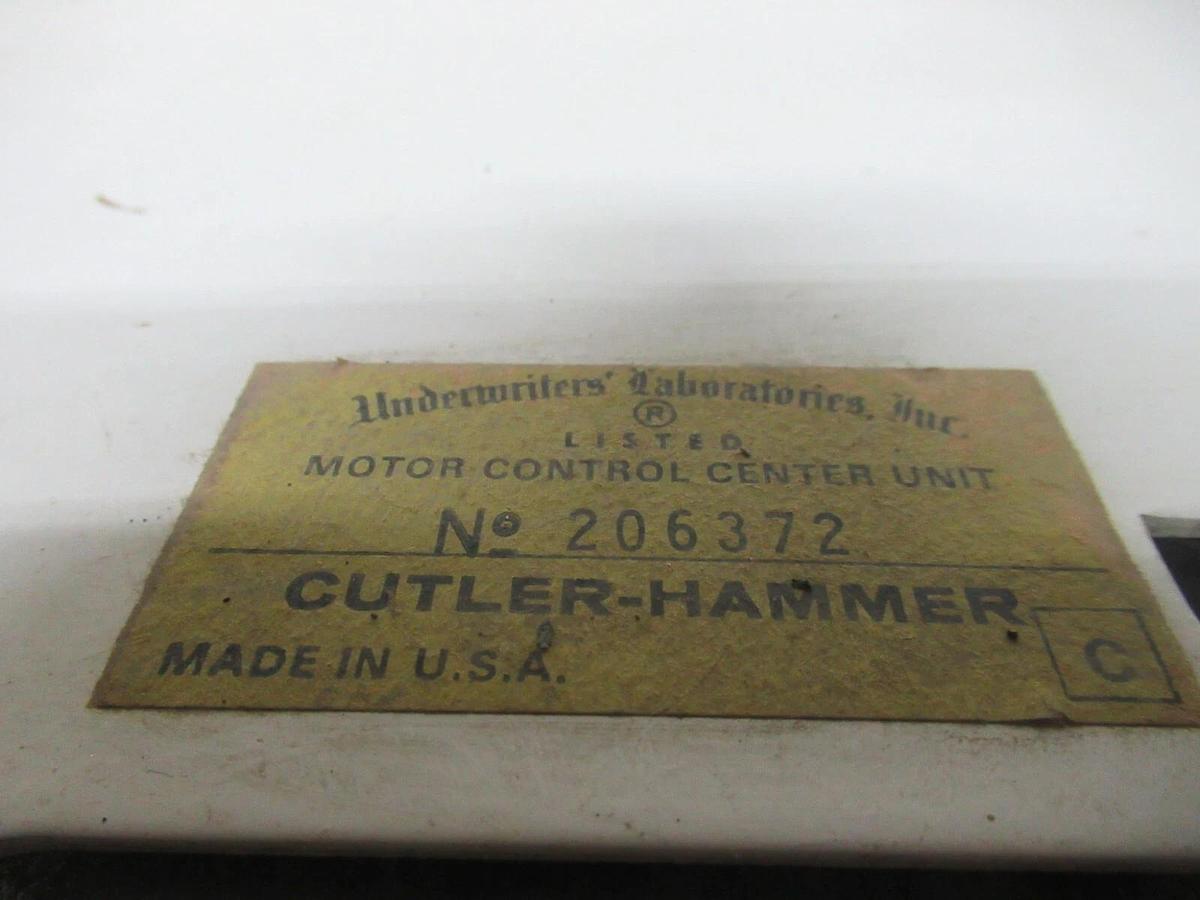 Underwriters' Laboratories, Inc.
®
LISTED
MOTOR CONTROL CENTER UNIT
Nº 206372
CUTLER-HAMMER
MADE IN U.S.A.
C